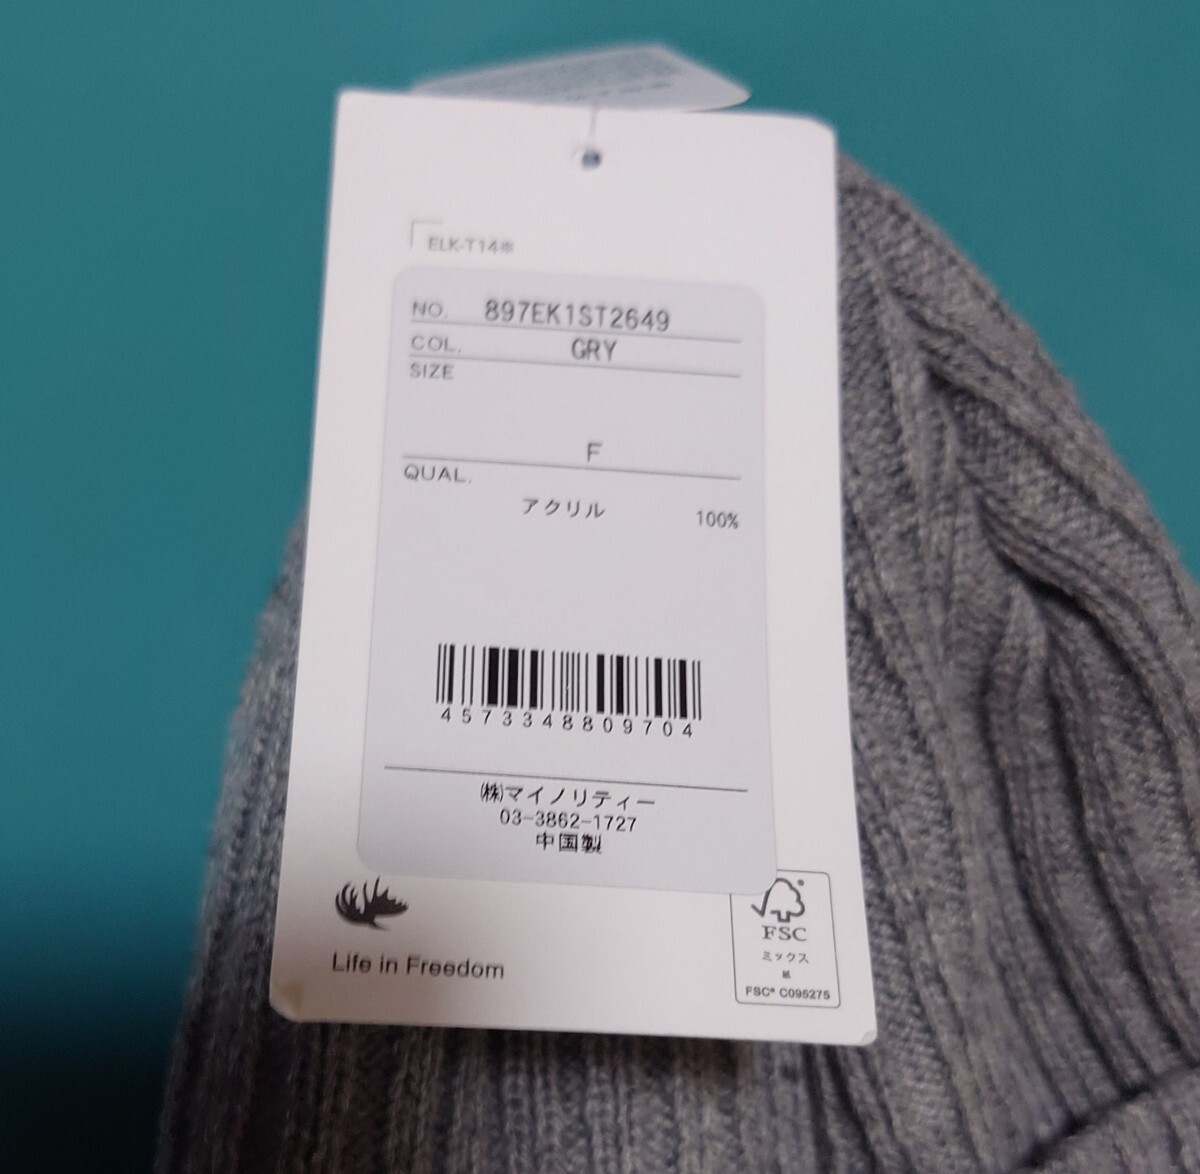 ELK-T14※
NO. 897EK1ST2649
COL. GRY
SIZE
F
QUAL.
アクリル 100%
4573348809704
㈱マイノリティー
03-3862-1727
中国製
Life in Freedom
FSC
ミックス
紙
FSC® C095275